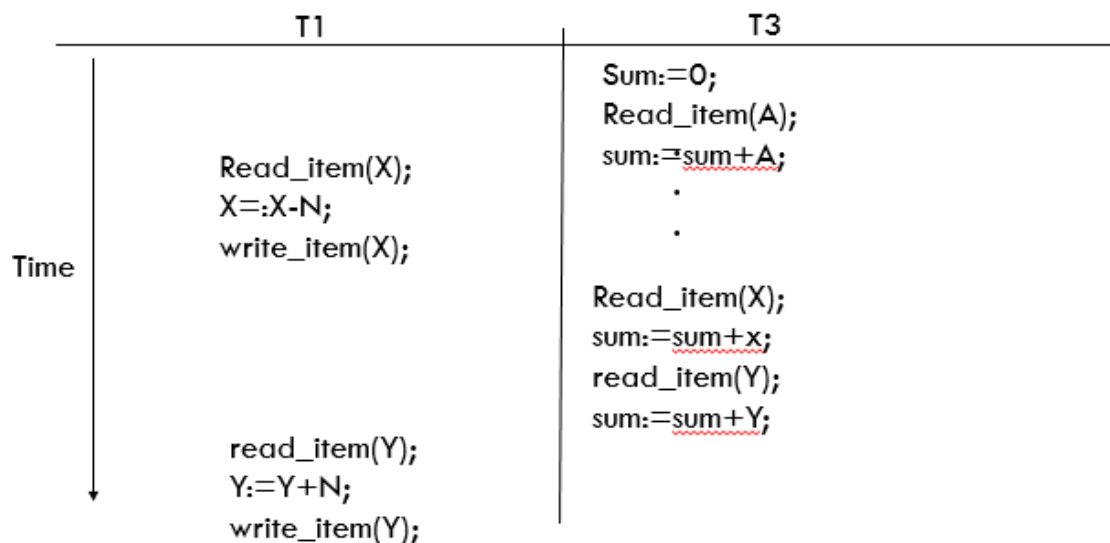 T1 T3
Sum:=0;
Read_item(A);
sum:=sum+A;
.
.
Read_item(X);
X=:X-N;
write_item(X);
Time
Read_item(X);
sum:=sum+x;
read_item(Y);
sum:=sum+Y;
read_item(Y);
Y:=Y+N;
write_item(Y);